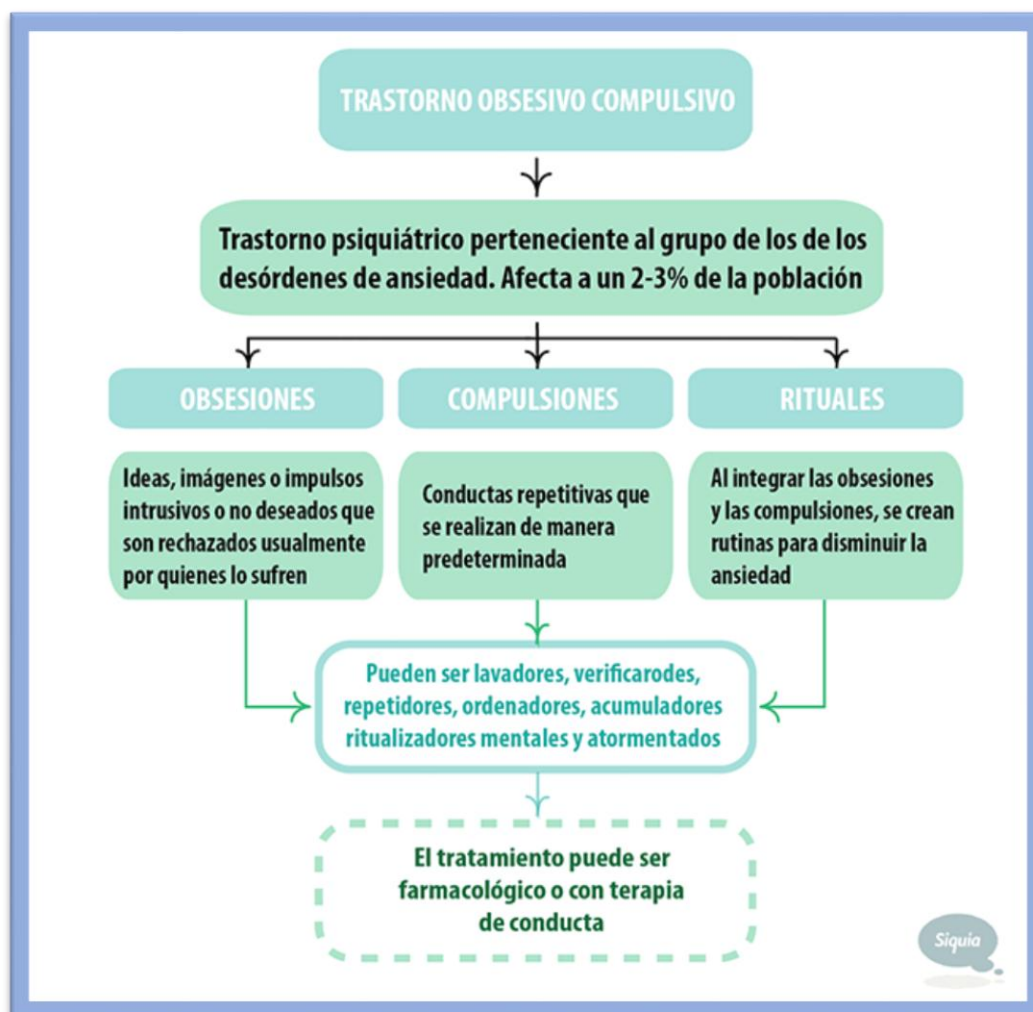 TRASTORNO OBSESIVO COMPULSIVO
Trastorno psiquiátrico perteneciente al grupo de los de los
desórdenes de ansiedad. Afecta a un 2-3% de la población
OBSESIONES
Ideas, imágenes o impulsos
intrusivos o no deseados que
son rechazados usualmente
por quienes lo sufren
COMPULSIONES
Conductas repetitivas que
se realizan de manera
predeterminada
RITUALES
Al integrar las obsesiones
y las compulsiones, se crean
rutinas para disminuir la
ansiedad
Pueden ser lavadores, verificarodes,
repetidores, ordenadores, acumuladores
ritualizadores mentales y atormentados
El tratamiento puede ser
farmacológico o con terapia
de conducta
Siquia